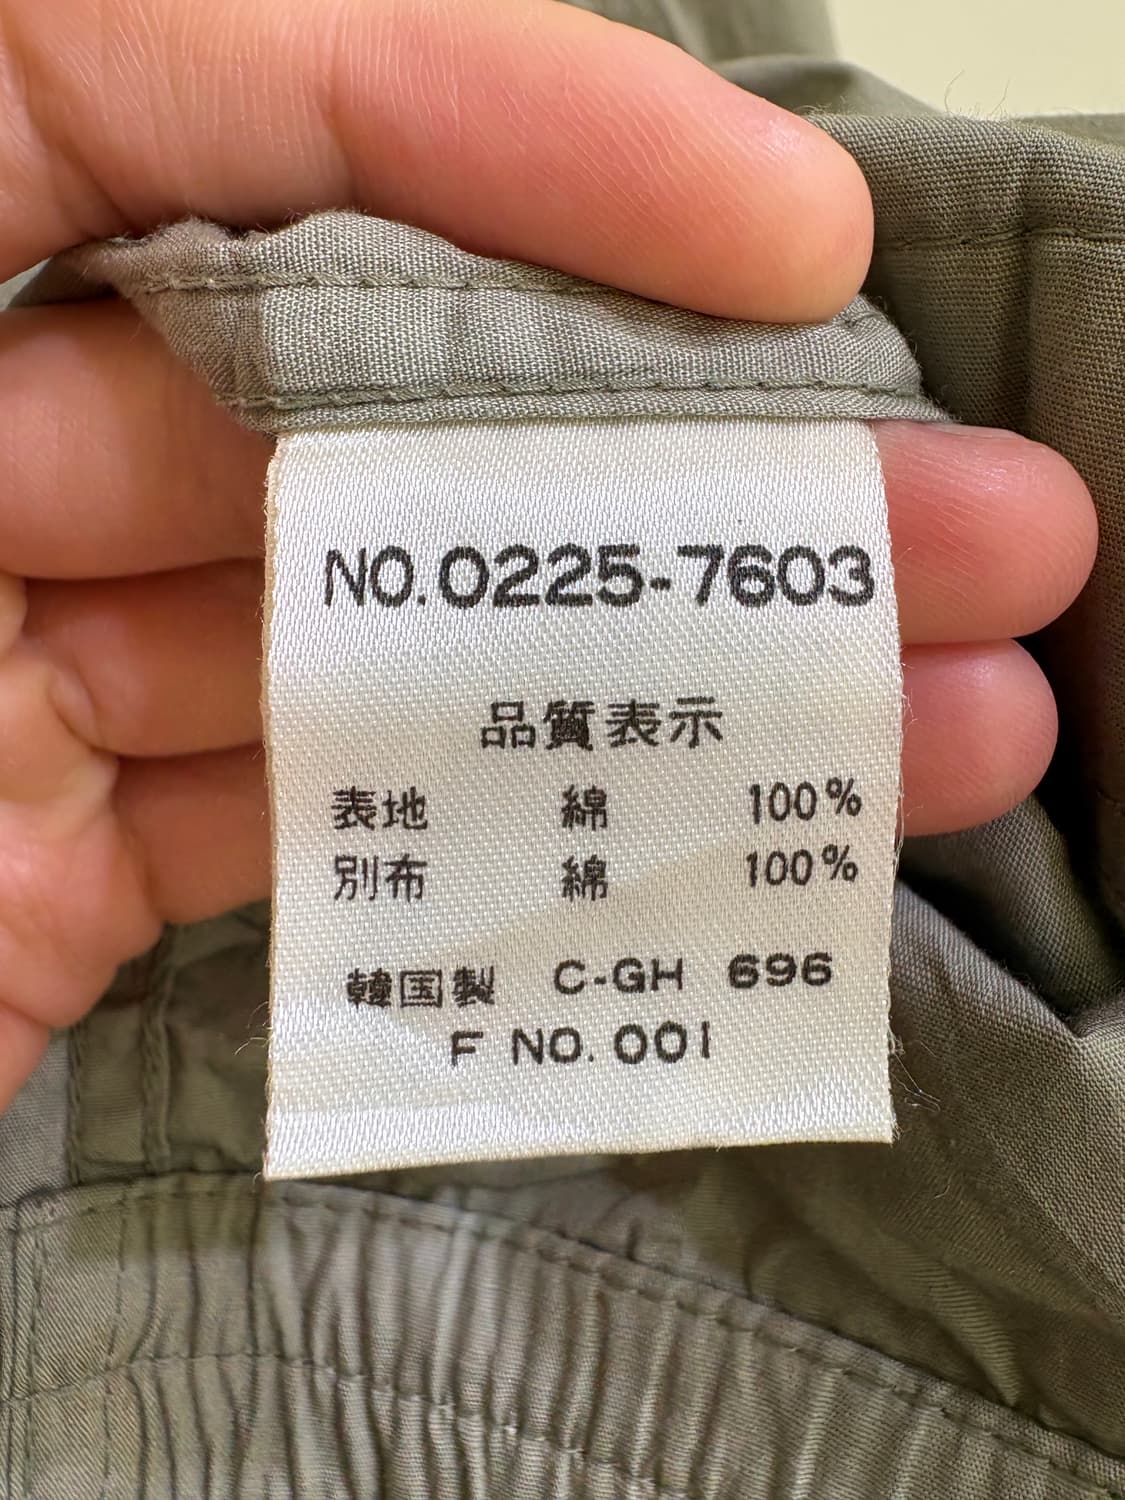 NO.0225-7603
品質表示
表地 綿 100%
別布 綿 100%
韓国製 C-GH 696
F NO.001